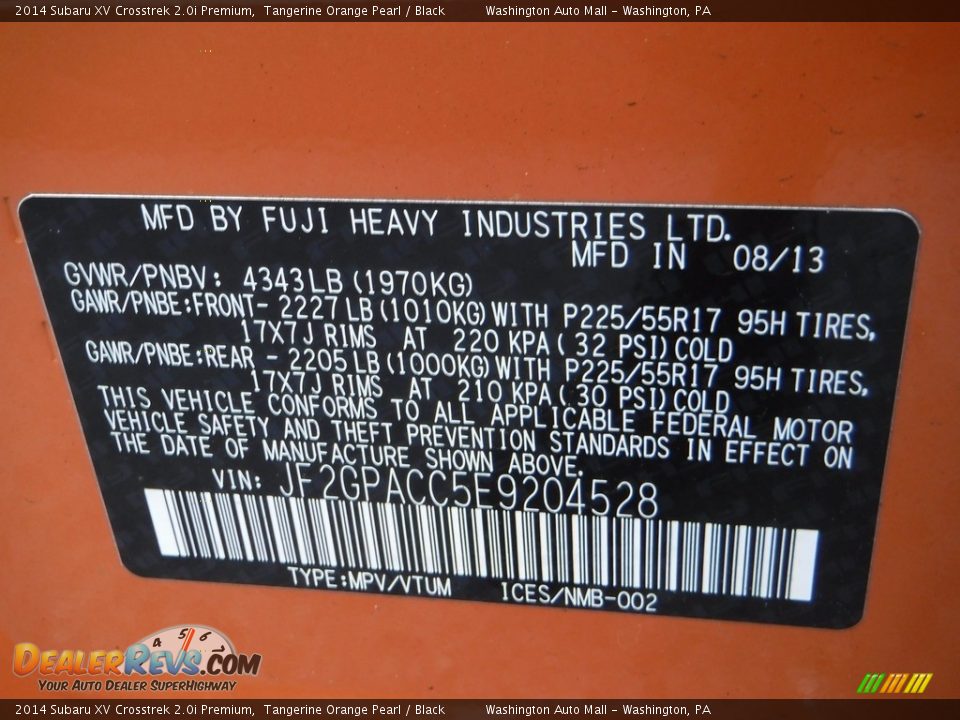 2014 Subaru XV Crosstrek 2.0i Premium, Tangerine Orange Pearl / Black Washington Auto Mall - Washington, PA
MFD BY FUJI HEAVY INDUSTRIES LTD.
MFD IN 08/13
GVWR/PNBV: 4343LB (1970KG)
GAWR/PNBE:FRONT- 2227 LB (1010KG) WITH P225/55R17 95H TIRES,
17X7J RIMS AT 220 KPA ( 32 PSI) COLD
GAWR/PNBE:REAR - 2205 LB (1000KG) WITH P225/55R17 95H TIRES,
17X7J RIMS AT 210 KPA ( 30 PSI) COLD
THIS VEHICLE CONFORMS TO ALL APPLICABLE FEDERAL MOTOR
VEHICLE SAFETY AND THEFT PREVENTION STANDARDS IN EFFECT ON
THE DATE OF MANUFACTURE SHOWN ABOVE.
VIN: JF2GPACC5E9204528
TYPE:MPV/VTUM ICES/NMB-002
4 5 6 7
DEALERREVS.COM
YOUR AUTO DEALER SUPERHIGHWAY
2014 Subaru XV Crosstrek 2.0i Premium, Tangerine Orange Pearl / Black Washington Auto Mall - Washington, PA